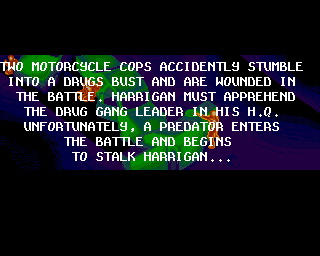 TWO MOTORCYCLE COPS ACCIDENTLY STUMBLE
INTO A DRUGS BUST AND ARE WOUNDED IN
THE BATTLE. HARRIGAN MUST APPREHEND
THE DRUG GANG LEADER IN HIS H.Q.
UNFORTUNATELY, A PREDATOR ENTERS
THE BATTLE AND BEGINS
TO STALK HARRIGAN...